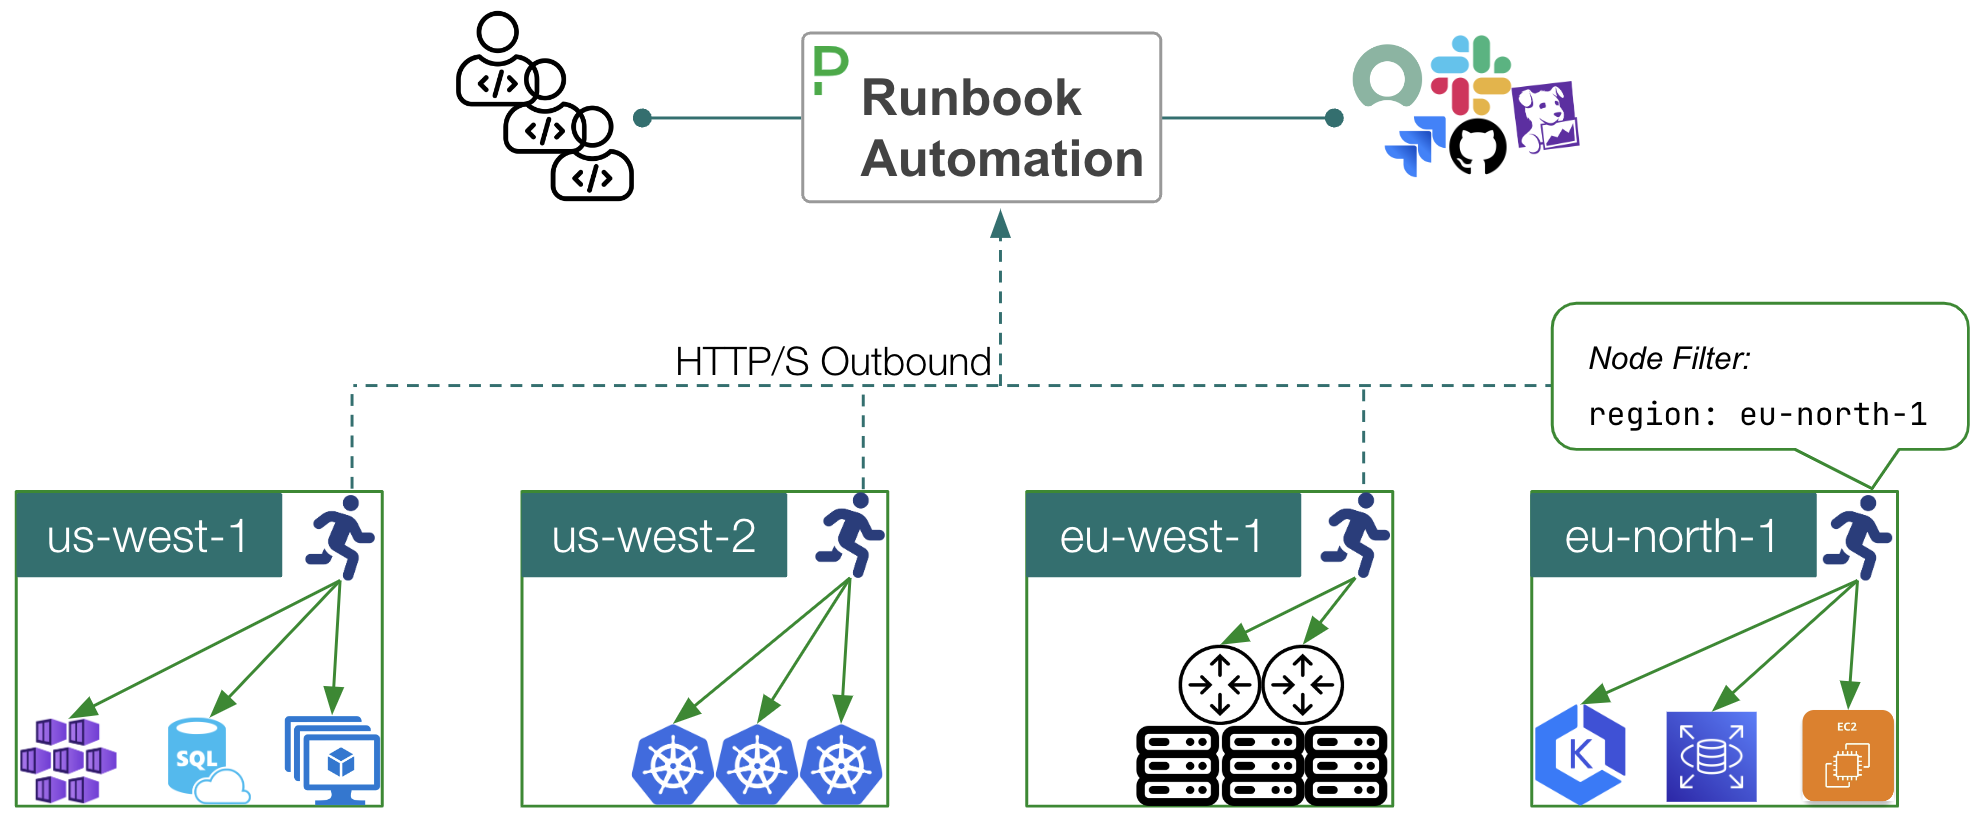 Runbook
Automation
HTTP/S Outbound
Node Filter:
region: eu-north-1
us-west-1
us-west-2
eu-west-1
eu-north-1
SQL
K
EC2